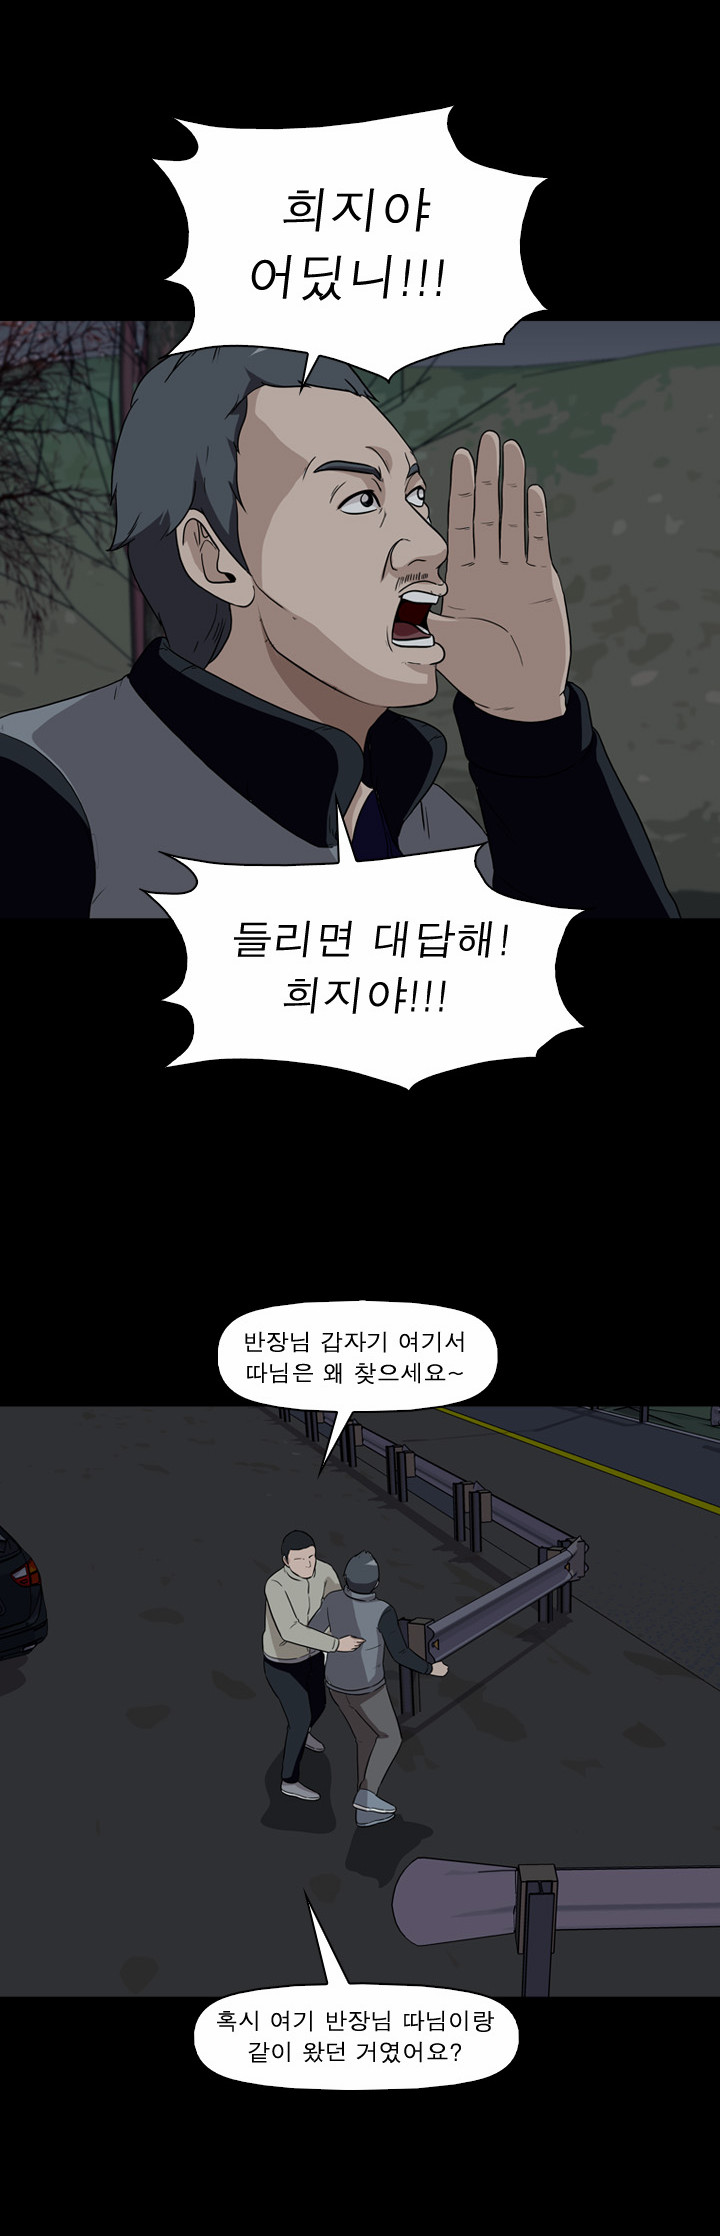 희지야
어딨니!!!
들리면 대답해!
희지야!!!
반장님 갑자기 여기서
따님은 왜 찾으세요~
혹시 여기 반장님 따님이랑
같이 왔던 거였어요?